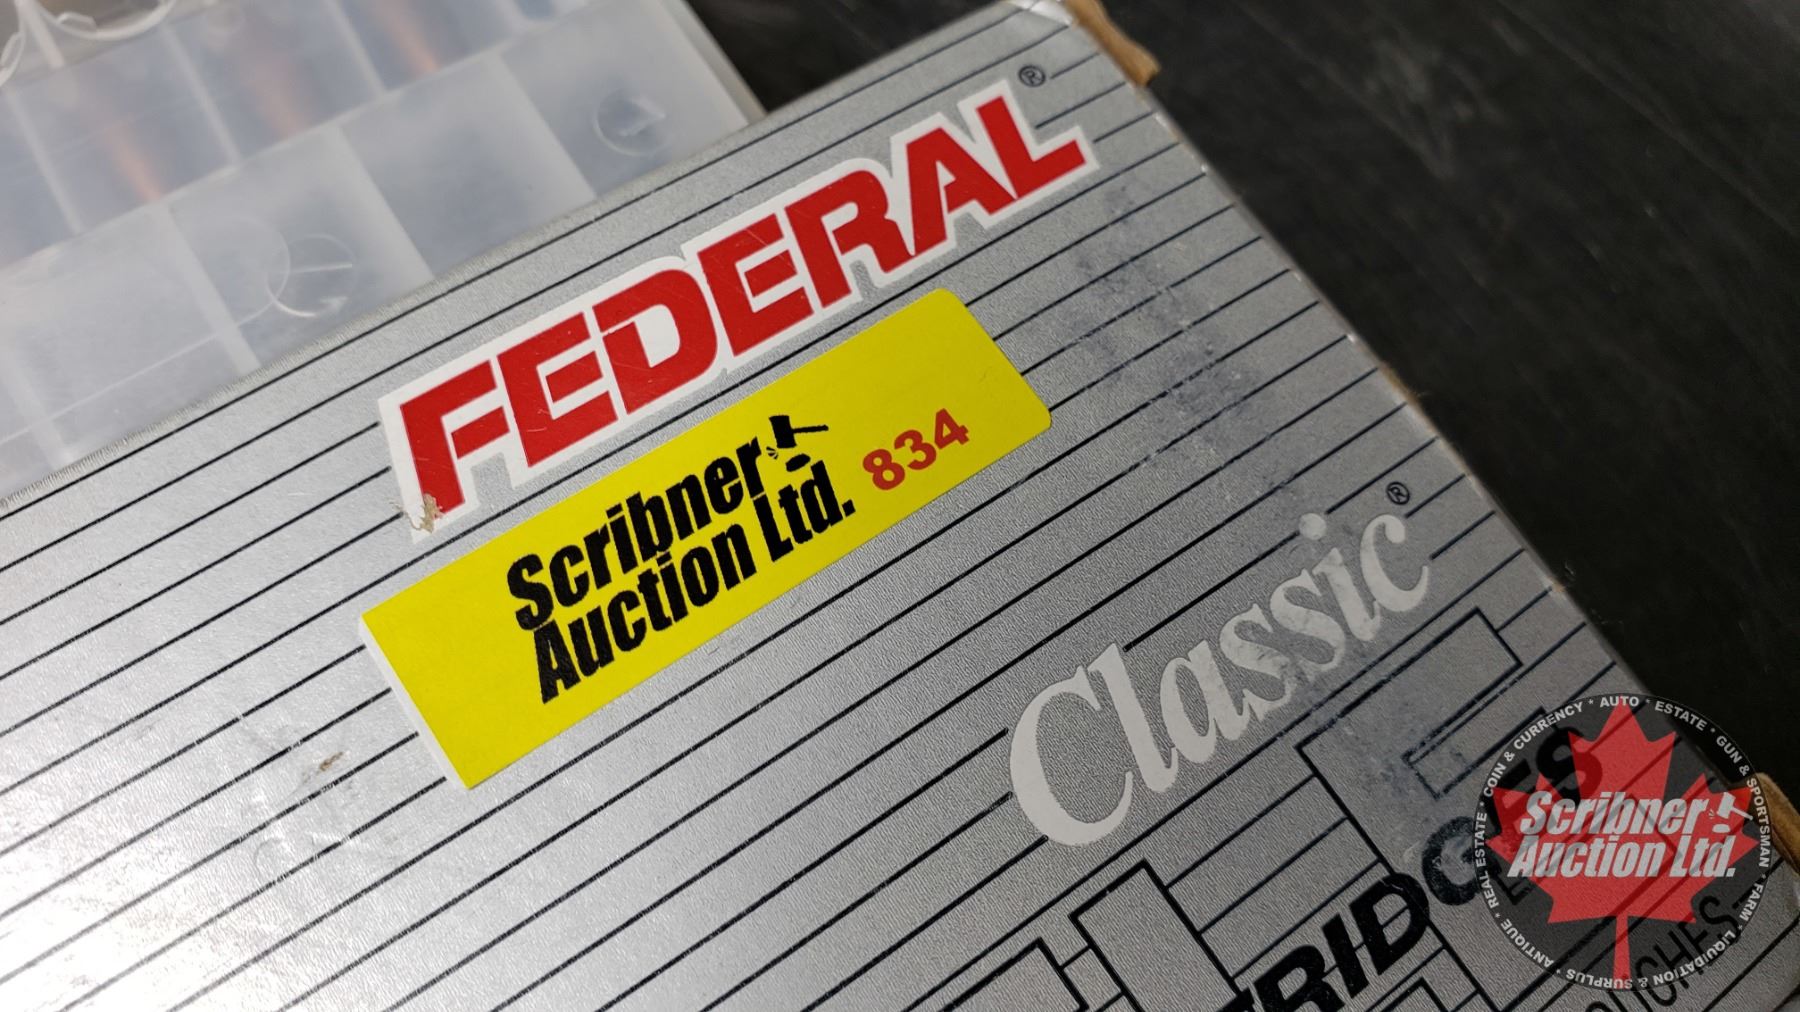 FEDERAL®
Scribner
Auction Ltd.
834
Classic®
Scribner
Auction Ltd.
REAL ESTATE * COIN & CURRENCY * AUTO * ESTATE * GUN & SPORTSMAN * FARM * LIQUIDATION & SURPLUS * ANTIQUE *